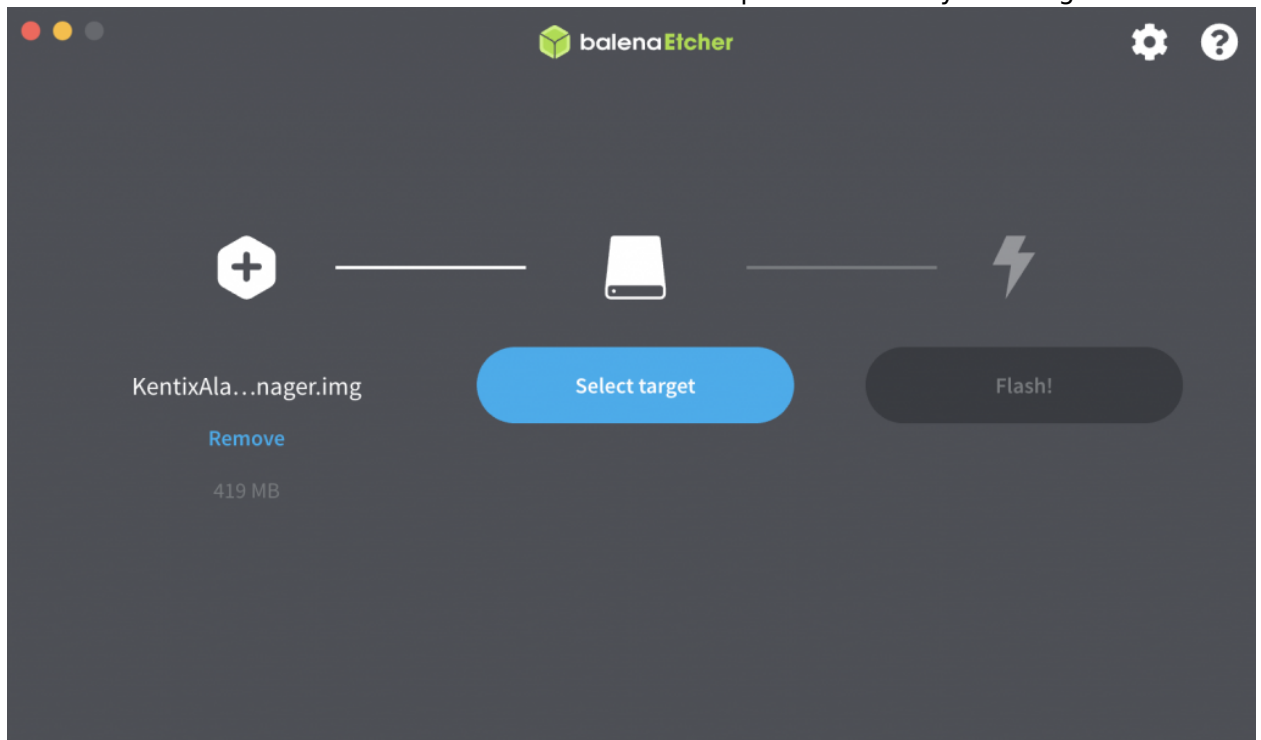 balenaEtcher
KentixAla...nager.img
Select target
Flash!
Remove
419 MB